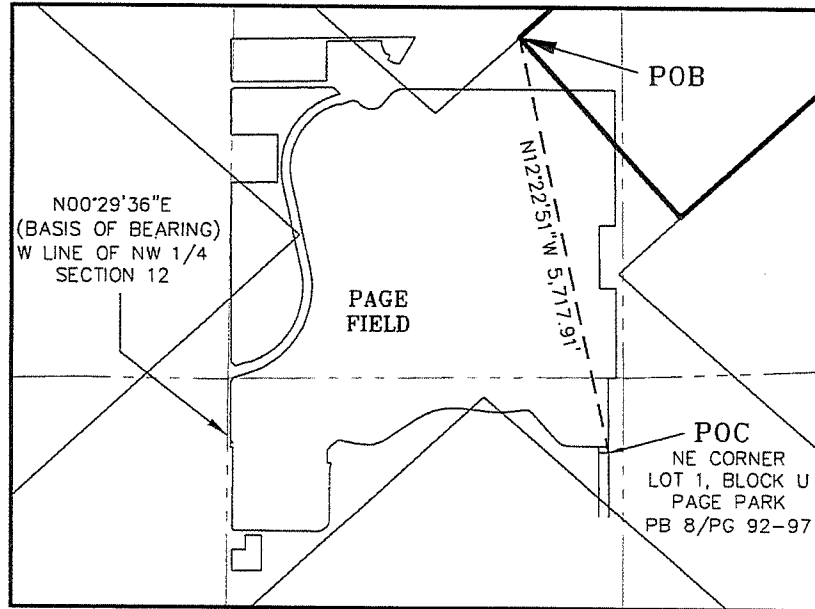 POB
N12°22'51"W 5,717.91'
N00°29'36"E
(BASIS OF BEARING)
W LINE OF NW 1/4
SECTION 12
PAGE
FIELD
POC
NE CORNER
LOT 1, BLOCK U
PAGE PARK
PB 8/PG 92-97